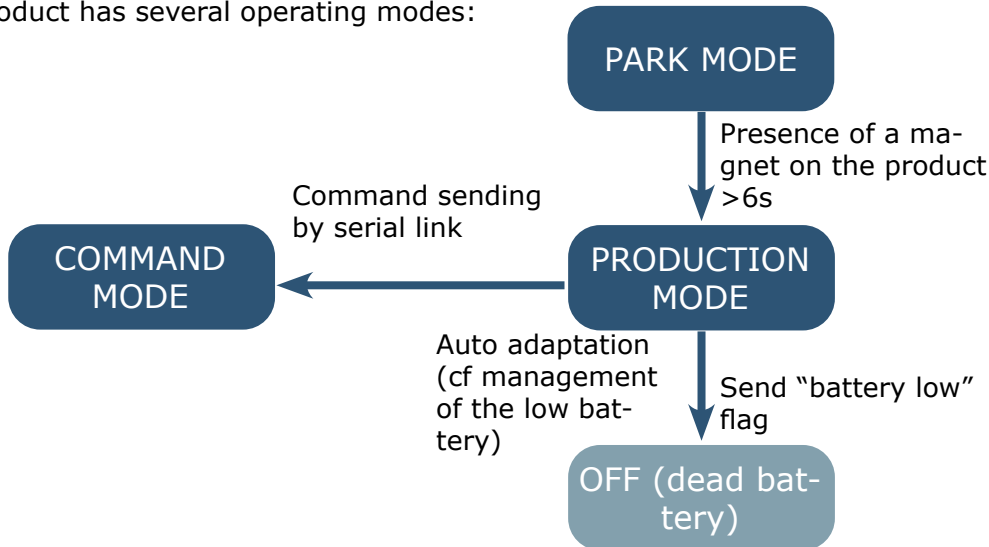 oduct has several operating modes:
PARK MODE
Presence of a ma-
gnet on the product
>6s
Command sending
by serial link
COMMAND
MODE
PRODUCTION
MODE
Auto adaptation
(cf management
of the low bat-
tery)
Send “battery low”
flag
OFF (dead bat-
tery)